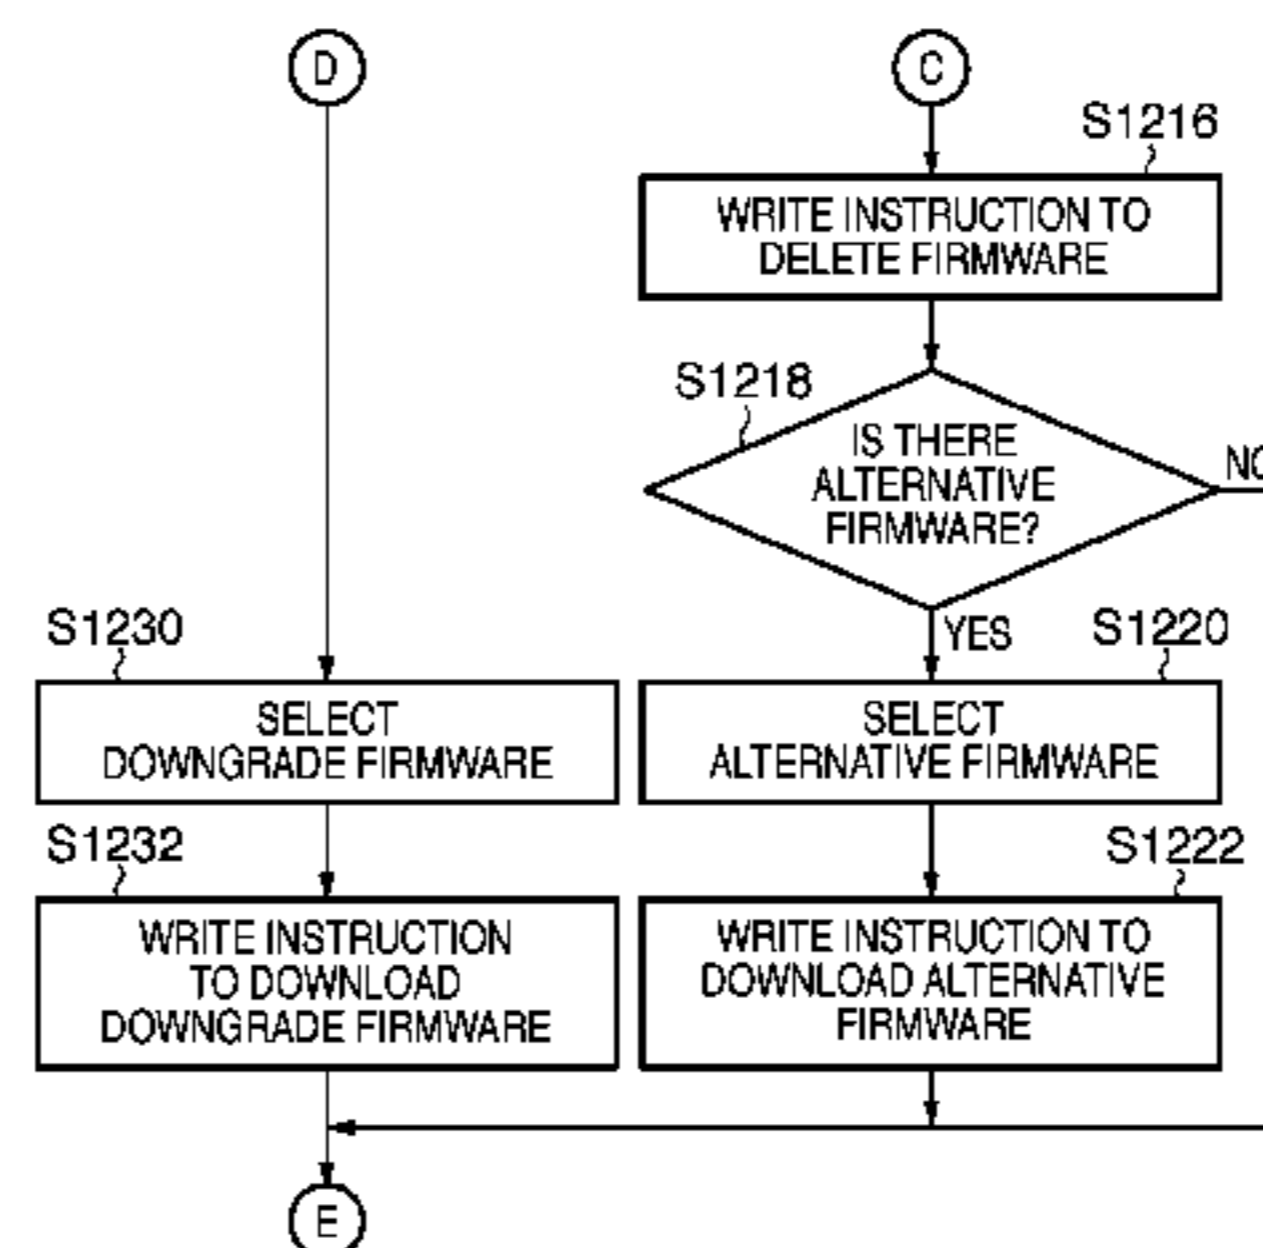 D
C
S1216
WRITE INSTRUCTION TO
DELETE FIRMWARE
S1218
IS THERE
ALTERNATIVE
FIRMWARE?
NO
YES
S1230
S1220
SELECT
DOWNGRADE FIRMWARE
SELECT
ALTERNATIVE FIRMWARE
S1232
S1222
WRITE INSTRUCTION
TO DOWNLOAD
DOWNGRADE FIRMWARE
WRITE INSTRUCTION TO
DOWNLOAD ALTERNATIVE
FIRMWARE
E